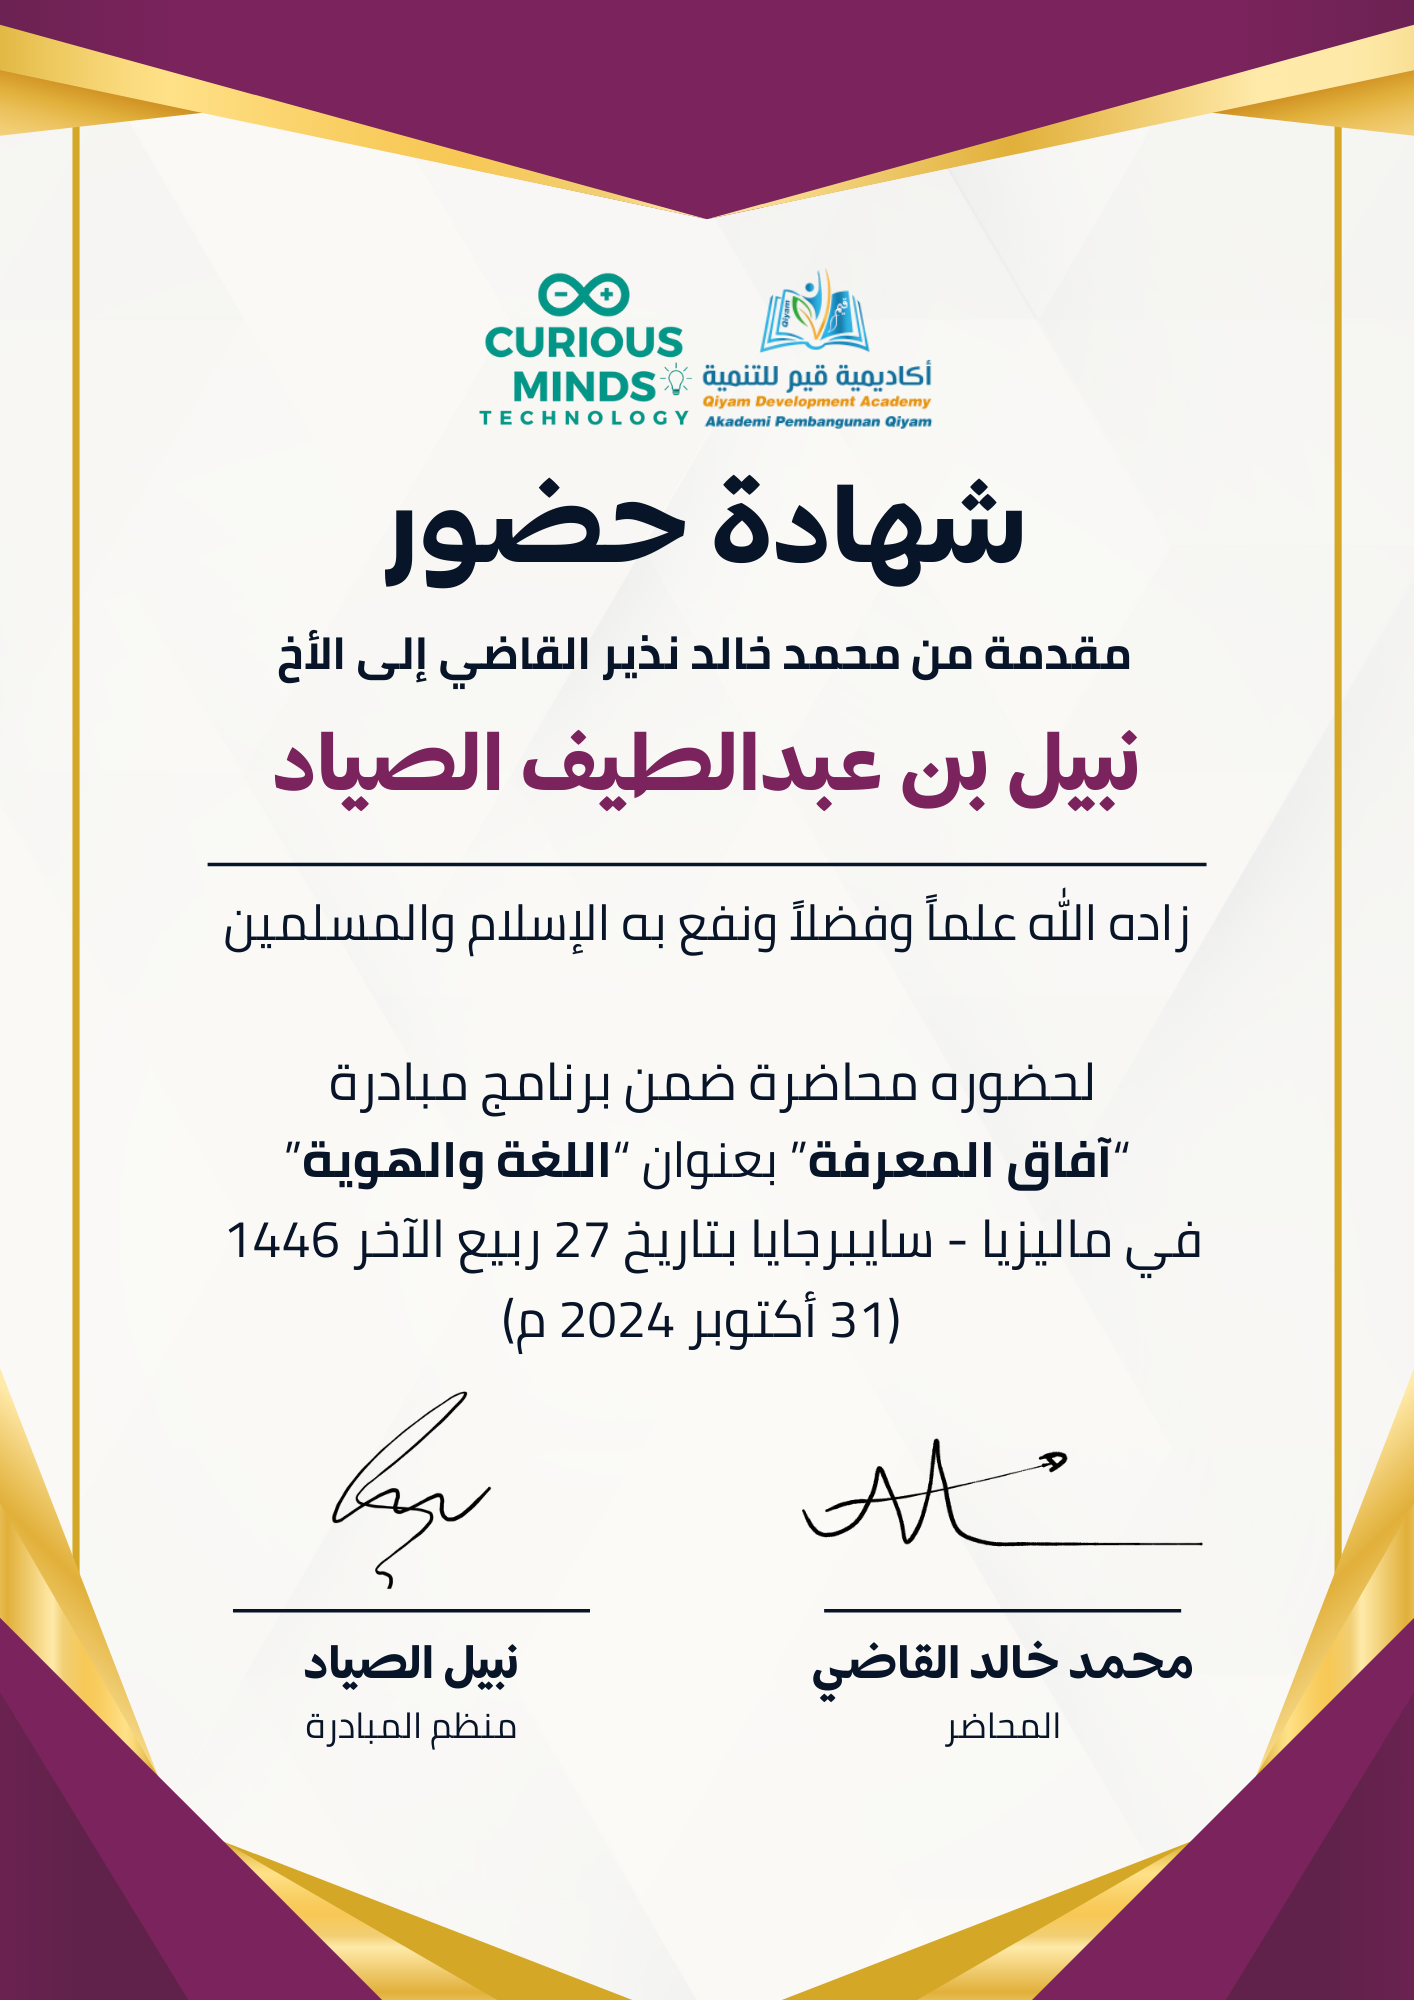 CURIOUS
MINDS
TECHNOLOGY
أكاديمية قيم للتنمية
Qiyam Development Academy
Akademi Pembangunan Qiyam
شهادة حضور
مقدمة من محمد خالد نذير القاضي إلى الأخ
نبيل بن عبدالطيف الصياد
زاده الله علماً وفضلاً ونفع به الإسلام والمسلمين
لحضوره محاضرة ضمن برنامج مبادرة
“آفاق المعرفة” بعنوان “اللغة والهوية”
في ماليزيا - سايبرجايا بتاريخ 27 ربيع الآخر 1446
(31 أكتوبر 2024 م)
محمد خالد القاضي
المحاضر
نبيل الصياد
منظم المبادرة